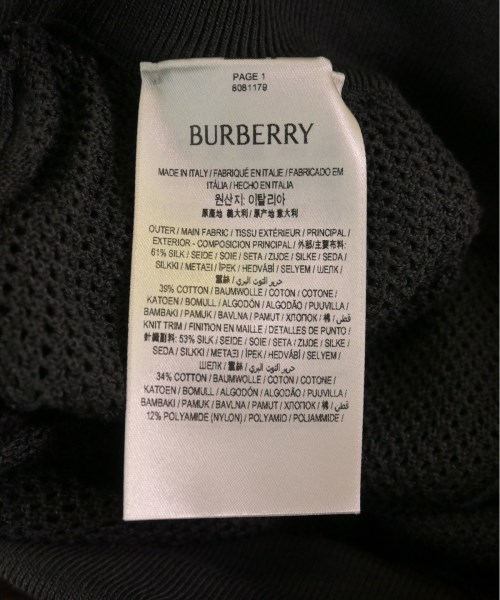 PAGE 1
8081179
BURBERRY
MADE IN ITALY / FABRIQUÉ EN ITALIE / FABRICADO EM
ITÁLIA / HECHO EN ITALIA
원산지: 이탈리아
原產地 義大利 / 原产地 意大利
OUTER / MAIN FABRIC / TISSU EXTÉRIEUR / PRINCIPAL /
EXTERIOR - COMPOSICIÓN PRINCIPAL / 外部/主要布料:
61% SILK / SEIDE / SOIE / SETA / ZIJDE / SILKE / SEDA /
SILKKI / ΜΕΤΑΞΙ / İPEK / HEDVÁBÍ / SELYEM / ШЕЛК /
蠶絲 / حرير التوت البري /
39% COTTON / BAUMWOLLE / COTON / COTONE /
KATOEN / BOMULL / ALGODÓN / ALGODÃO / PUUVILLA /
ΒΑΜΒΑΚΙ / PAMUK / BAVLNA / PAMUT / ХЛОПОК / 棉 / قطن /
KNIT TRIM / FINITION EN MAILLE / DETALLES DE PUNTO /
針織副料: 53% SILK / SEIDE / SOIE / SETA / ZIJDE / SILKE /
SEDA / SILKKI / ΜΕΤΑΞΙ / İPEK / HEDVÁBÍ / SELYEM /
ШЕЛК / 蠶絲 / حرير التوت البري /
34% COTTON / BAUMWOLLE / COTON / COTONE /
KATOEN / BOMULL / ALGODÓN / ALGODÃO / PUUVILLA /
ΒΑΜΒΑΚΙ / PAMUK / BAVLNA / PAMUT / ХЛОПОК / 棉 / قطن /
12% POLYAMIDE (NYLON) / POLYAMID / POLIAMMIDE /